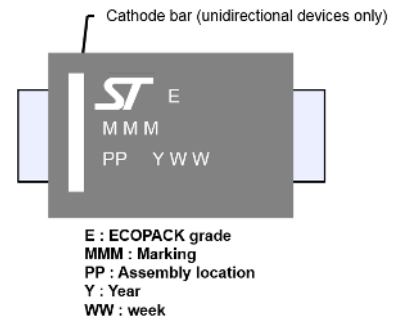 Cathode bar (unidirectional devices only)
ST E
M M M
PP Y W W
E : ECOPACK grade
MMM : Marking
PP : Assembly location
Y : Year
WW : week